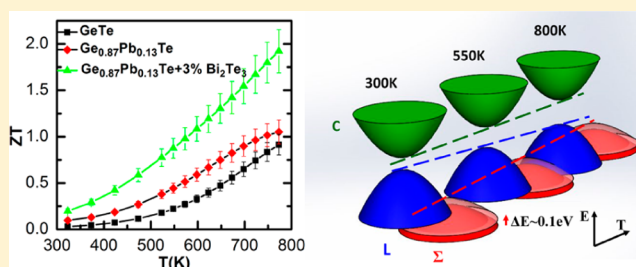 GeTe
Ge0.87Pb0.13Te
Ge0.87Pb0.13Te+3% Bi2Te3
2.0
1.5
1.0
0.5
0.0
ZT
300 400 500 600 700 800
T(K)
800K
550K
300K
C
L
Σ
ΔE~0.1eV
E
T